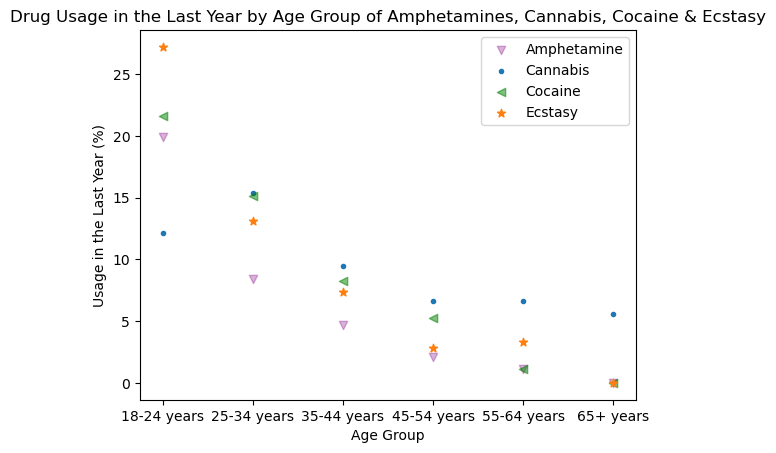 Drug Usage in the Last Year by Age Group of Amphetamines, Cannabis, Cocaine & Ecstasy
Amphetamine
Cannabis
Cocaine
Ecstasy
Usage in the Last Year (%)
25
20
15
10
5
0
18-24 years 25-34 years 35-44 years 45-54 years 55-64 years 65+ years
Age Group